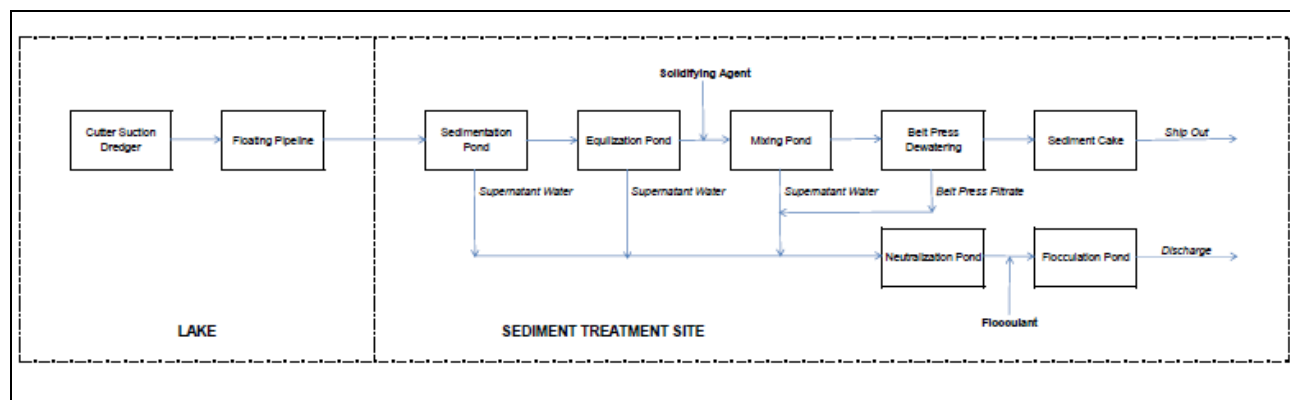 Solidifying Agent
Cutter Suction
Dredger
Floating Pipeline
Sedimentation
Pond
Equilization Pond
Mixing Pond
Belt Press
Dewatering
Sediment Cake
Ship Out
Supernatant Water
Supernatant Water
Supernatant Water
Belt Press Filtrate
Neutralization Pond
Flocculation Pond
Discharge
Floooulant
LAKE
SEDIMENT TREATMENT SITE